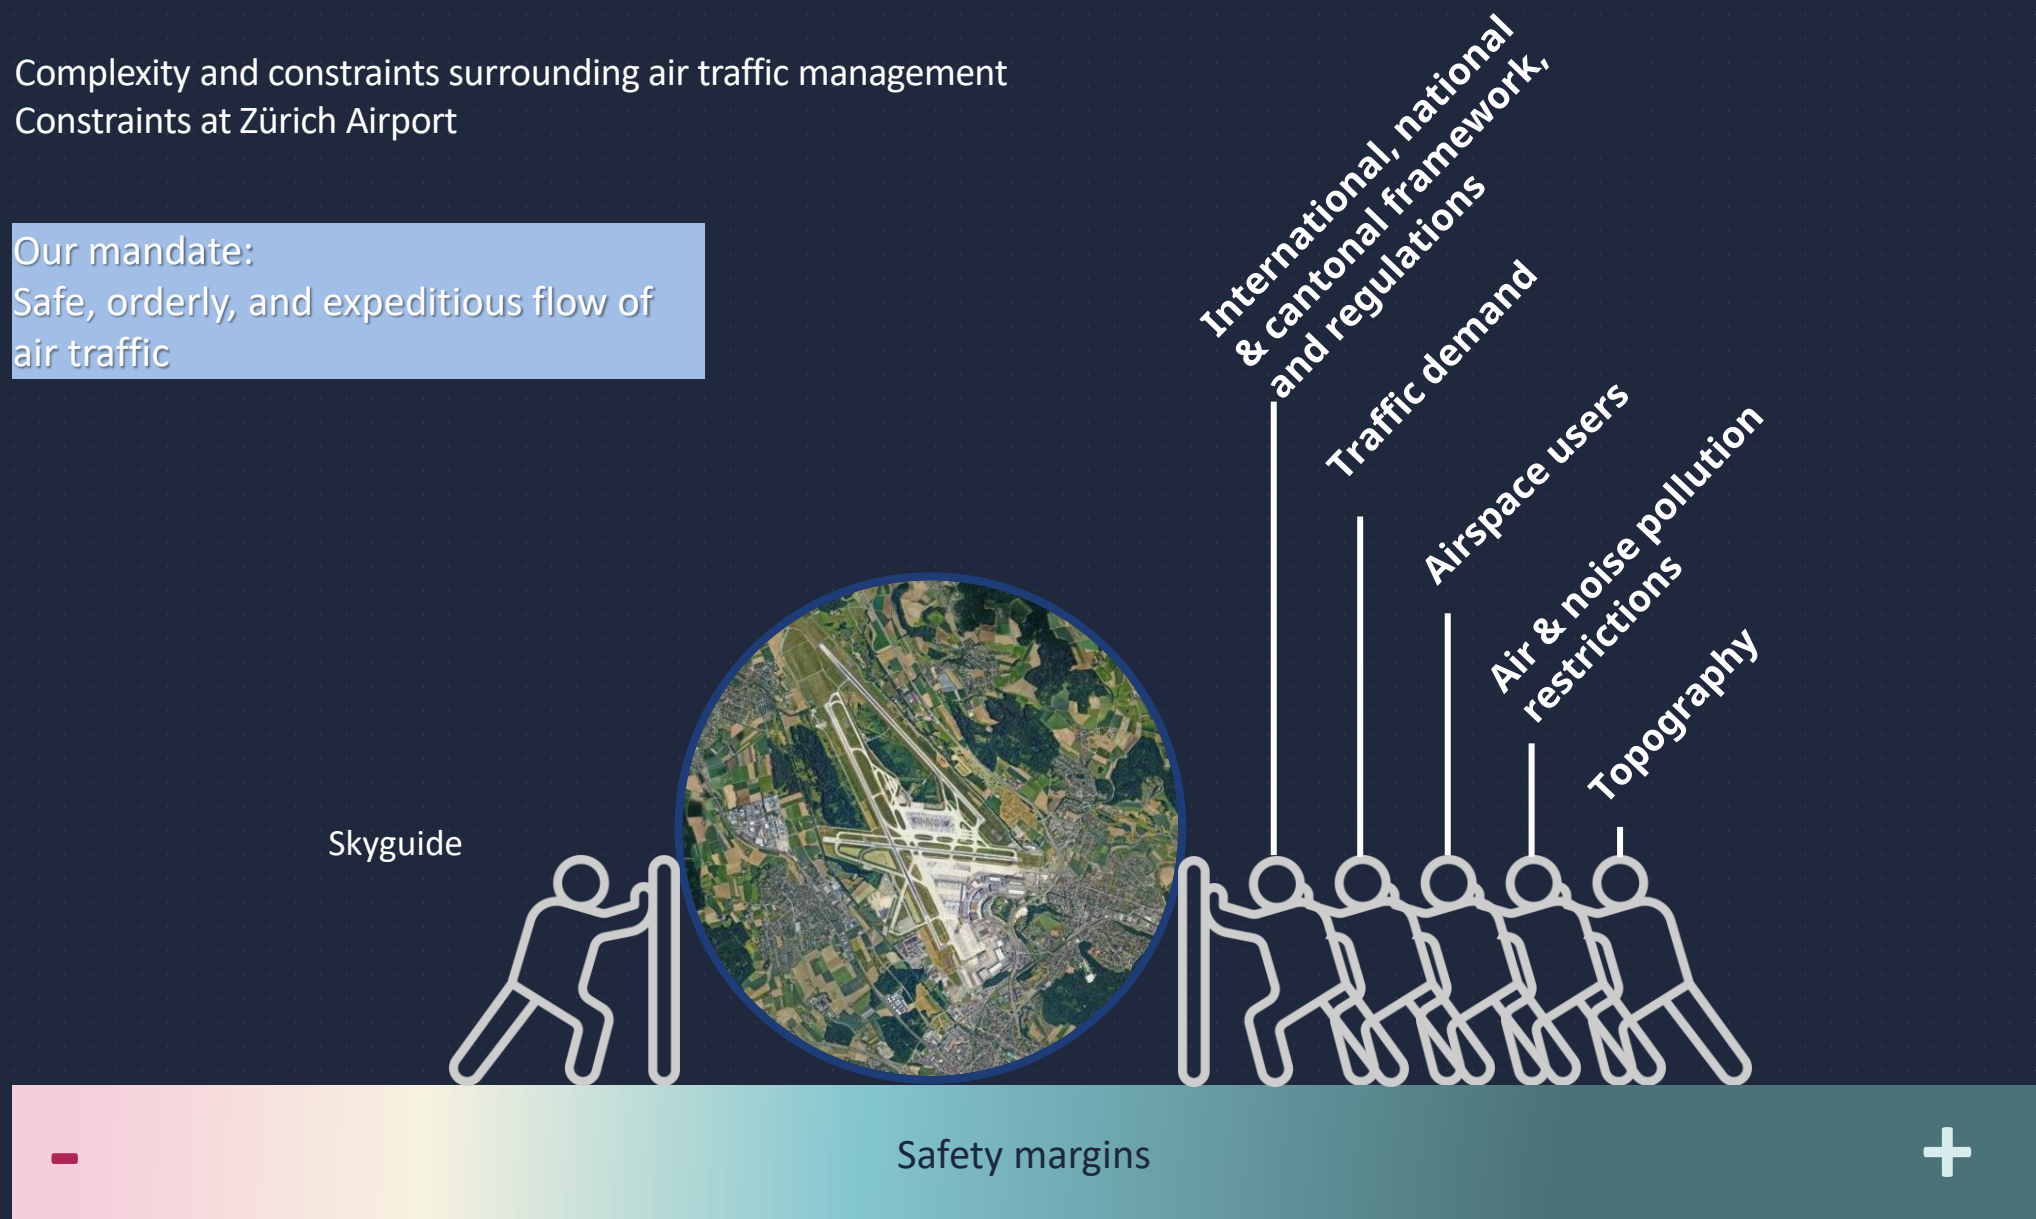 Complexity and constraints surrounding air traffic management
Constraints at Zürich Airport
Our mandate:
Safe, orderly, and expeditious flow of
air traffic
International, national
& cantonal framework,
and regulations
Traffic demand
Airspace users
Air & noise pollution
restrictions
Topography
Skyguide
-
Safety margins
+